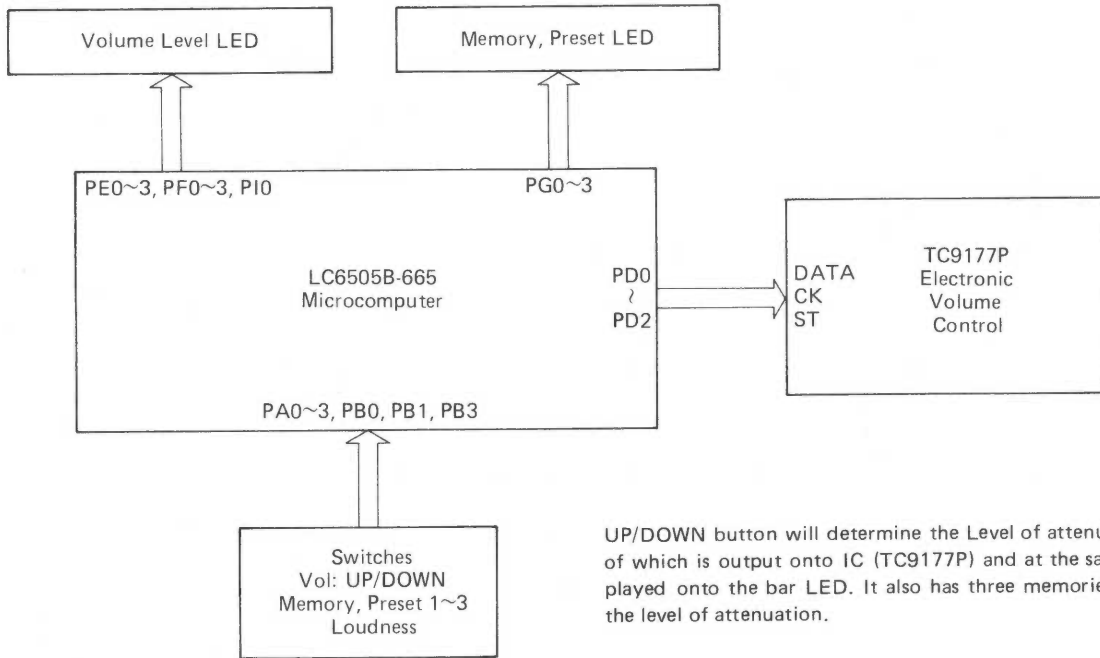 Volume Level LED
Memory, Preset LED
PE0~3, PF0~3, PI0
PG0~3
LC6505B-665
Microcomputer
PD0
~
PD2
DATA
CK
ST
TC9177P
Electronic
Volume
Control
PA0~3, PB0, PB1, PB3
Switches
Vol: UP/DOWN
Memory, Preset 1~3
Loudness
UP/DOWN button will determine the Level of
of which is output onto IC (TC9177P) and at the
played onto the bar LED. It also has three
the level of attenuation.